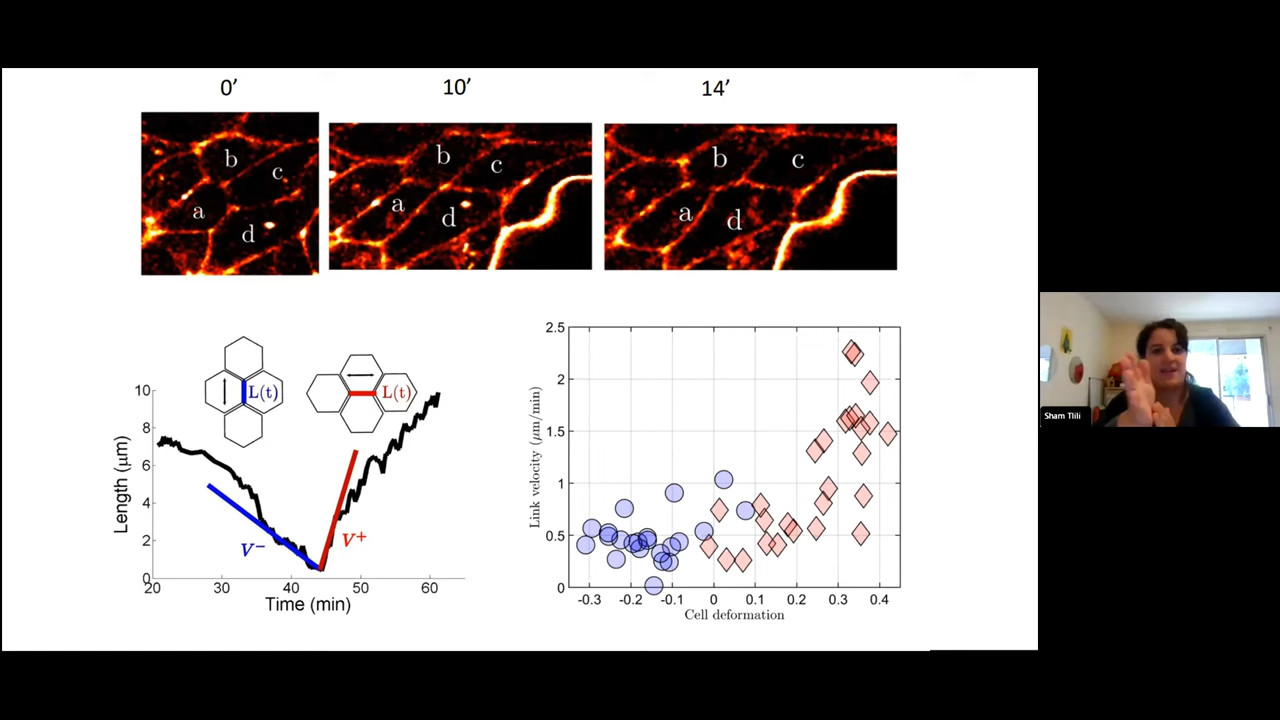 0’ 10’ 14’
b c a d
b c a d
b c a d
L(t) L(t)
Length (μm)
10
8
6
4
2
0
V− V+
20 30 40 50 60
Time (min)
Link velocity (μm/min)
2.5
2
1.5
1
0.5
0
-0.3 -0.2 -0.1 0 0.1 0.2 0.3 0.4
Cell deformation
Sham Tlili